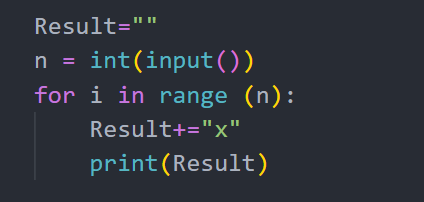 Result=""
n = int(input())
for i in range (n):
    Result+="x"
    print(Result)